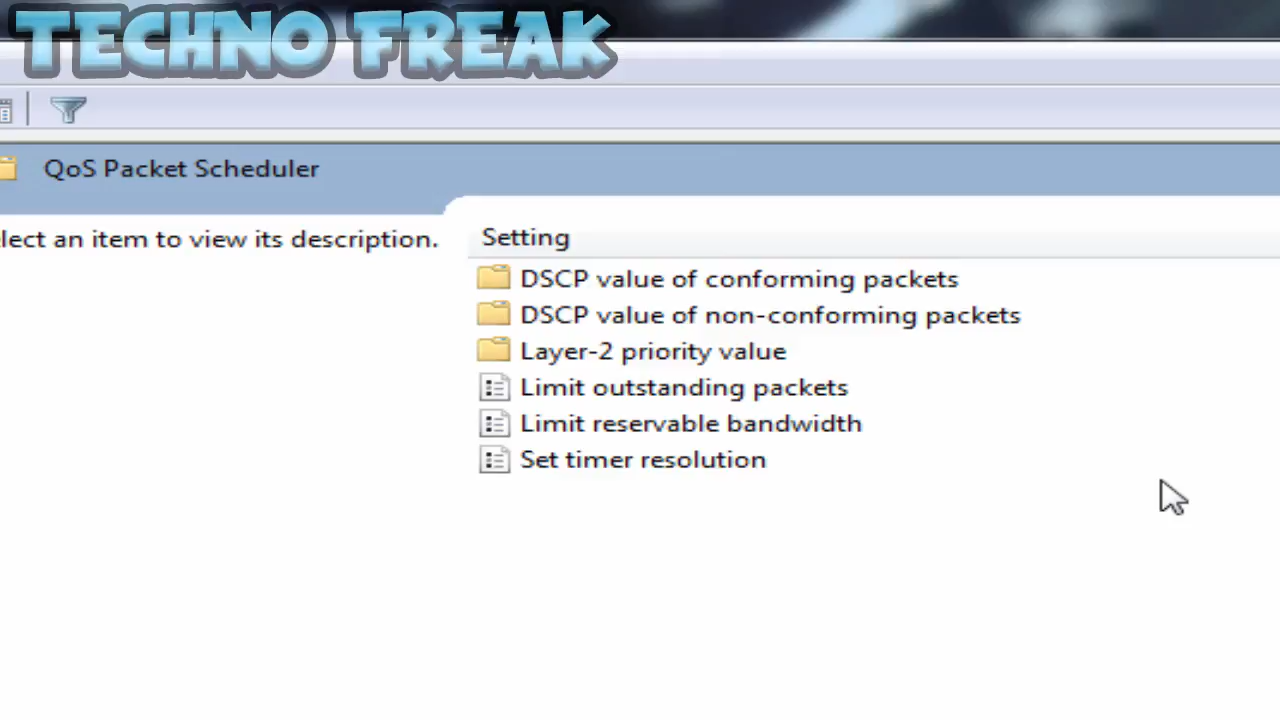 TECHNO FREAK
QoS Packet Scheduler
lect an item to view its description.
Setting
DSCP value of conforming packets
DSCP value of non-conforming packets
Layer-2 priority value
Limit outstanding packets
Limit reservable bandwidth
Set timer resolution